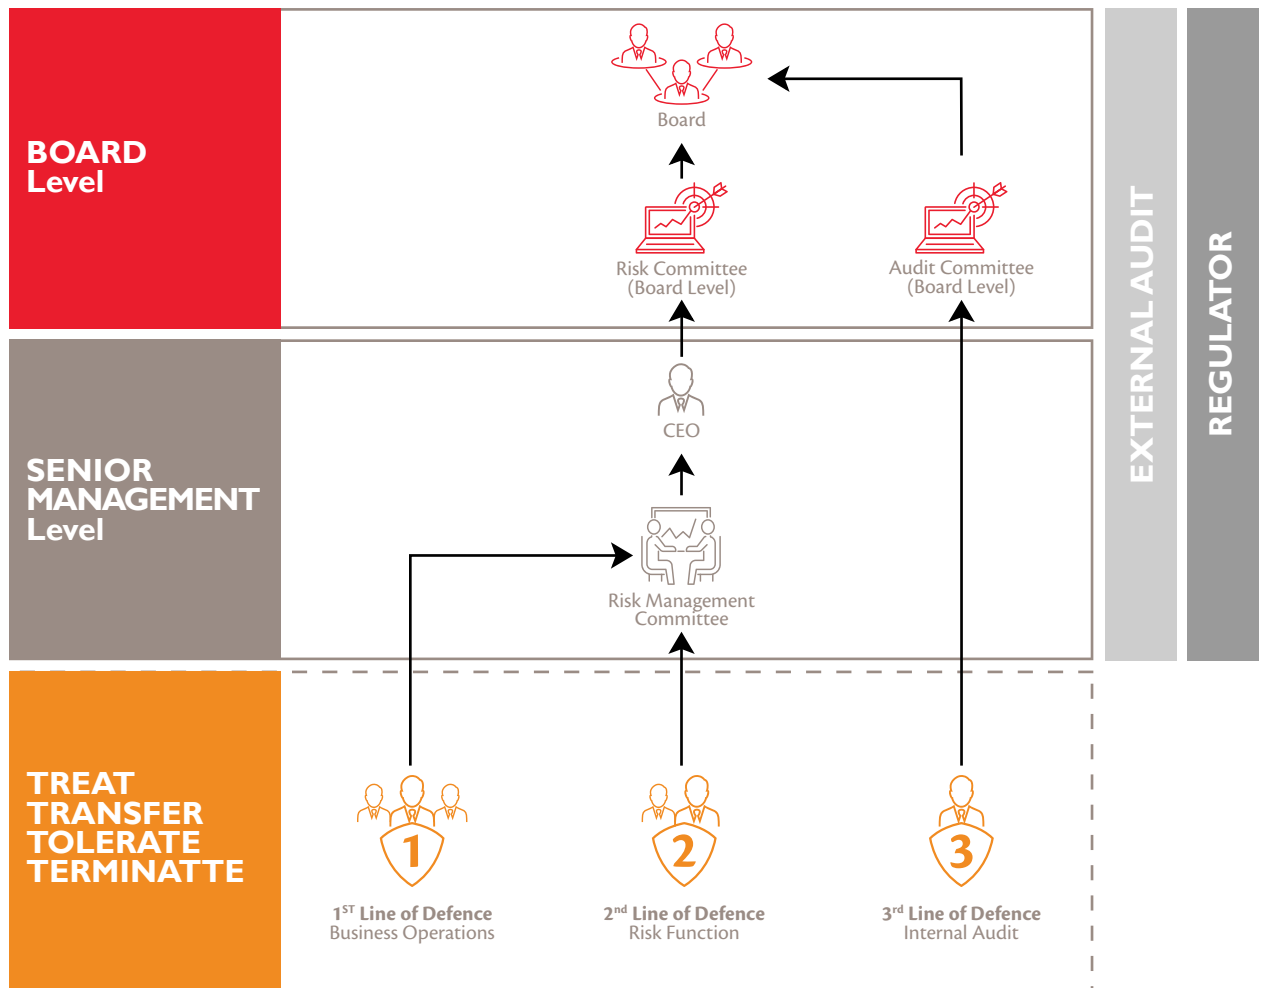 BOARD
Level
Board
Risk Committee
(Board Level)
Audit Committee
(Board Level)
SENIOR
MANAGEMENT
Level
CEO
Risk Management
Committee
TREAT
TRANSFER
TOLERATE
TERMINATTE
1
1ST Line of Defence
Business Operations
2
2nd Line of Defence
Risk Function
3
3rd Line of Defence
Internal Audit
EXTERNAL AUDIT
REGULATOR